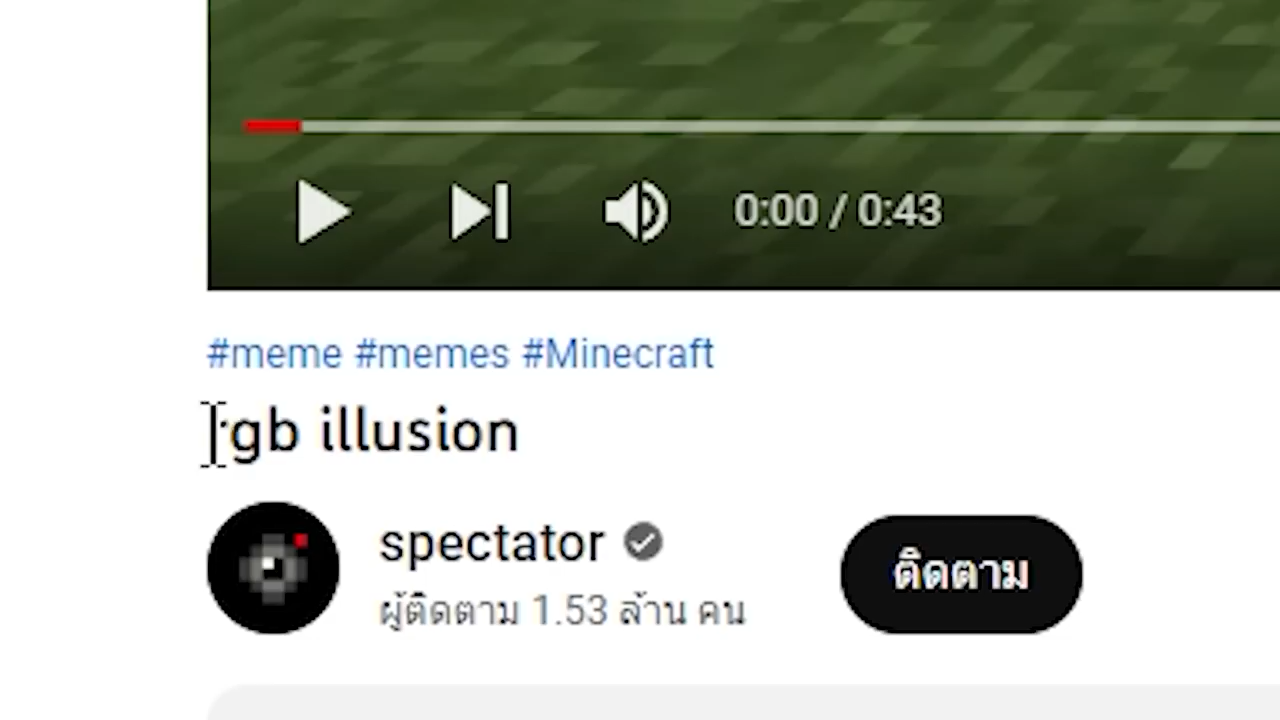 0:00 / 0:43
#meme #memes #Minecraft
rgb illusion
spectator
ผู้ติดตาม 1.53 ล้าน คน
ติดตาม